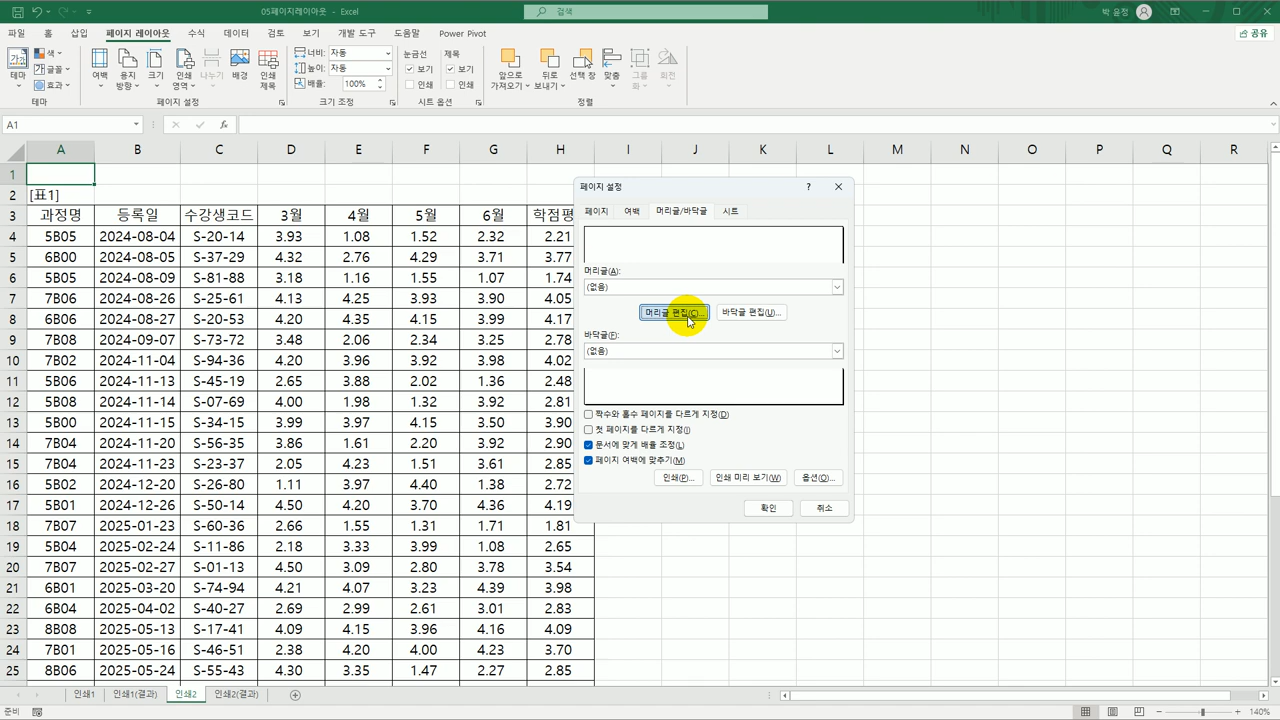 05페이지레이아웃 - Excel
검색
박 윤정
파일 홈 삽입 페이지 레이아웃 수식 데이터 검토 보기 개발 도구 도움말 Power Pivot
공유
가가
테마
색
글꼴
효과
테마
여백
용지 방향
크기
인쇄 영역
나누기
배경
인쇄 제목
페이지 설정
너비: 자동
높이: 자동
배율: 100%
크기 조정
눈금선 제목
보기 보기
인쇄 인쇄
시트 옵션
앞으로 가져오기
뒤로 보내기
선택 창
맞춤
그룹화
회전
정렬
A1
fx
A B C D E F G H I J K L M N O P Q R
1
2 [표1]
3 과정명 등록일 수강생코드 3월 4월 5월 6월 학점평
4 5B05 2024-08-04 S-20-14 3.93 1.08 1.52 2.32 2.21
5 6B00 2024-08-05 S-37-29 4.32 2.76 4.29 3.71 3.77
6 5B05 2024-08-09 S-81-88 3.18 1.16 1.55 1.07 1.74
7 7B06 2024-08-26 S-25-61 4.13 4.25 3.93 3.90 4.05
8 6B08 2024-08-27 S-20-53 4.20 4.35 4.15 3.99 4.17
9 7B08 2024-09-07 S-73-72 3.48 2.06 2.34 3.25 2.78
10 7B02 2024-11-04 S-94-36 4.20 3.96 3.92 3.98 4.02
11 5B06 2024-11-13 S-45-19 2.65 3.88 2.02 1.36 2.48
12 5B08 2024-11-14 S-07-69 4.00 1.98 1.32 3.92 2.81
13 5B00 2024-11-15 S-34-15 3.99 3.97 4.15 3.50 3.90
14 7B04 2024-11-20 S-56-35 3.86 1.61 2.20 3.92 2.90
15 7B04 2024-11-23 S-23-37 2.05 4.23 1.51 3.61 2.85
16 5B02 2024-12-20 S-26-80 1.11 3.97 4.40 1.38 2.72
17 5B01 2024-12-26 S-50-14 4.50 4.20 3.70 4.36 4.19
18 7B07 2025-01-23 S-60-36 2.66 1.55 1.31 1.71 1.81
19 5B04 2025-02-24 S-11-86 2.18 3.33 3.99 1.08 2.65
20 7B07 2025-02-27 S-01-13 4.50 3.09 2.80 3.78 3.54
21 6B01 2025-03-20 S-74-94 4.21 4.07 3.23 4.39 3.98
22 6B04 2025-04-02 S-40-27 2.69 2.99 2.61 3.01 2.83
23 8B08 2025-05-13 S-17-41 4.09 4.15 3.96 4.16 4.09
24 7B01 2025-05-16 S-46-51 2.38 4.20 4.00 4.23 3.70
25 8B06 2025-05-24 S-55-43 4.30 3.35 1.47 2.27 2.85
페이지 설정 ?
페이지 여백 머리글/바닥글 시트
머리글(A):
(없음)
머리글 편집(C)... 바닥글 편집(U)...
바닥글(F):
(없음)
짝수와 홀수 페이지를 다르게 지정(D)
첫 페이지를 다르게 지정(I)
문서에 맞게 배율 조정(L)
페이지 여백에 맞추기(M)
인쇄(P)... 인쇄 미리 보기(W) 옵션(O)...
확인 취소
인쇄1 인쇄1(결과) 인쇄2 인쇄2(결과)
준비
140%